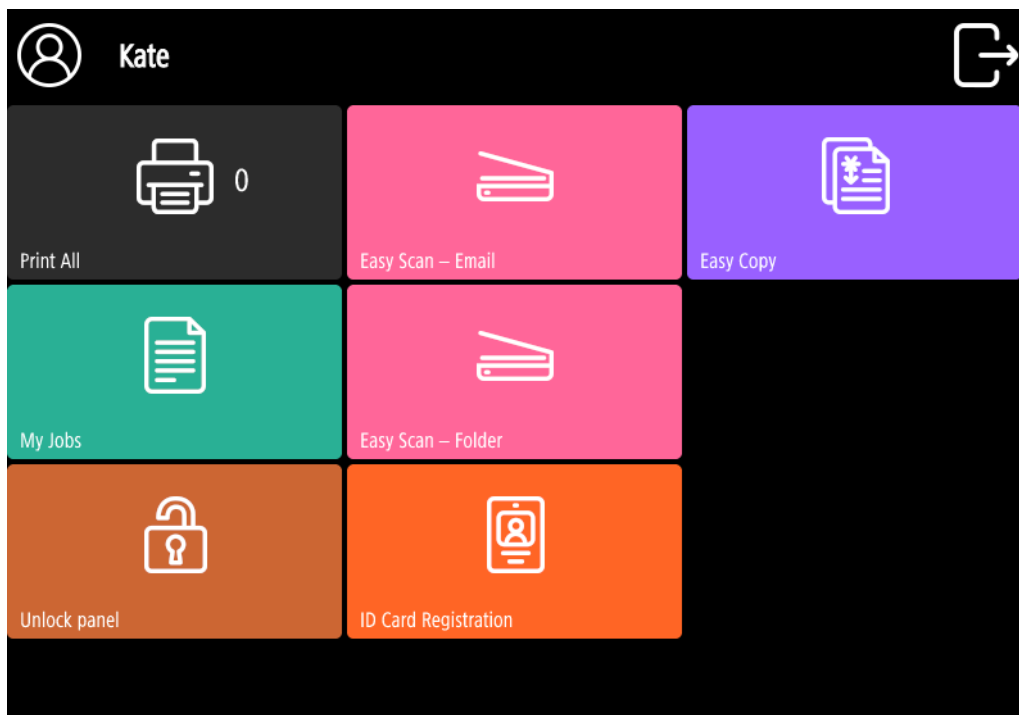 Kate
0
Print All
Easy Scan – Email
Easy Copy
My Jobs
Easy Scan – Folder
Unlock panel
ID Card Registration